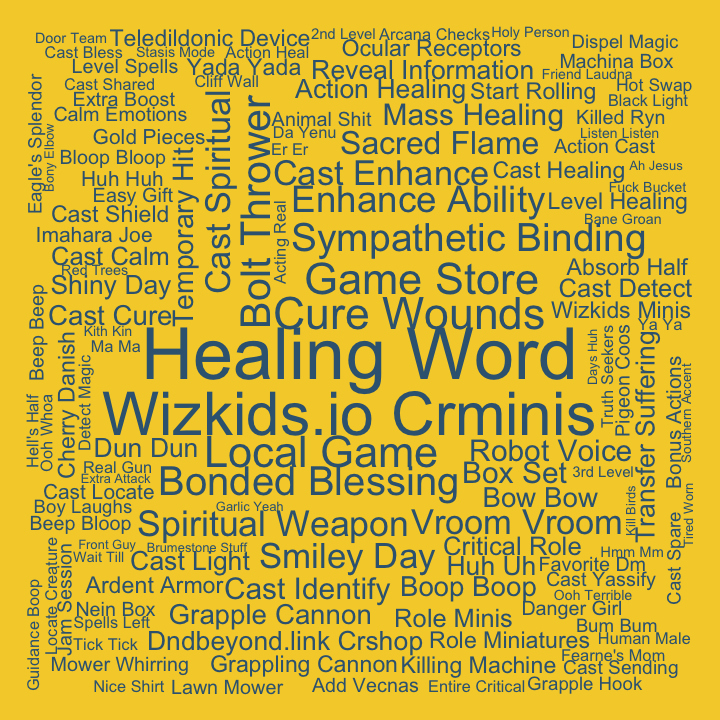 Door Team
Teledildonic Device
2nd Level
Arcana Checks
Holy Person
Cast Bless
Stasis Mode
Action Heal
Ocular Receptors
Dispel Magic
Level Spells
Yada Yada
Reveal Information
Machina Box
Cast Shared
Cliff Wall
Action Healing
Start Rolling
Friend Laudna
Hot Swap
Extra Boost
Black Light
Calm Emotions
Animal Shit
Mass Healing
Killed Ryn
Gold Pieces
Da Yenu
Sacred Flame
Listen Listen
Action Cast
Eagle's Splendor
Bony Elbow
Bloop Bloop
Temporary Hit
Cast Spiritual
Bolt Thrower
Er Er
Cast Enhance
Cast Healing
Ah Jesus
Huh Huh
Fuck Bucket
Easy Gift
Enhance Ability
Level Healing
Cast Shield
Acting Real
Bane Groan
Imahara Joe
Sympathetic Binding
Cast Calm
Red Trees
Game Store
Absorb Half
Shiny Day
Cast Detect
Cast Cure
Cure Wounds
Wizkids Minis
Beep Beep
Kith Kin
Ya Ya
Ma Ma
Healing Word
Days Huh
Truth Seekers
Pigeon Coos
Transfer Suffering
Bonus Actions
Southern Accent
Hell's Half
Ooh Whoa
Cherry Danish
Detect Magic
Wizkids.io Crminis
Dun Dun
Local Game
Robot Voice
Real Gun
Extra Attack
Bonded Blessing
Box Set
3rd Level
Cast Locate
Bow Bow
Kill Birds
Tired Worn
Boy Laughs
Garlic Yeah
Beep Bloop
Spiritual Weapon
Vroom Vroom
Cast Spare
Front Guy
Brumestone Stuff
Critical Role
Wait Till
Cast Light
Smiley Day
Huh Uh
Favorite Dm
Hmm Mm
Guidance Boop
Locate Creature
Jam Session
Ardent Armor
Cast Identify
Boop Boop
Cast Yassify
Ooh Terrible
Nein Box
Grapple Cannon
Role Minis
Danger Girl
Spells Left
Bum Bum
Tick Tick
Dndbeyond.link Crshop
Role Miniatures
Human Male
Fearne's Mom
Mower Whirring
Grappling Cannon
Killing Machine
Cast Sending
Nice Shirt
Lawn Mower
Add Vecnas
Entire Critical
Grapple Hook